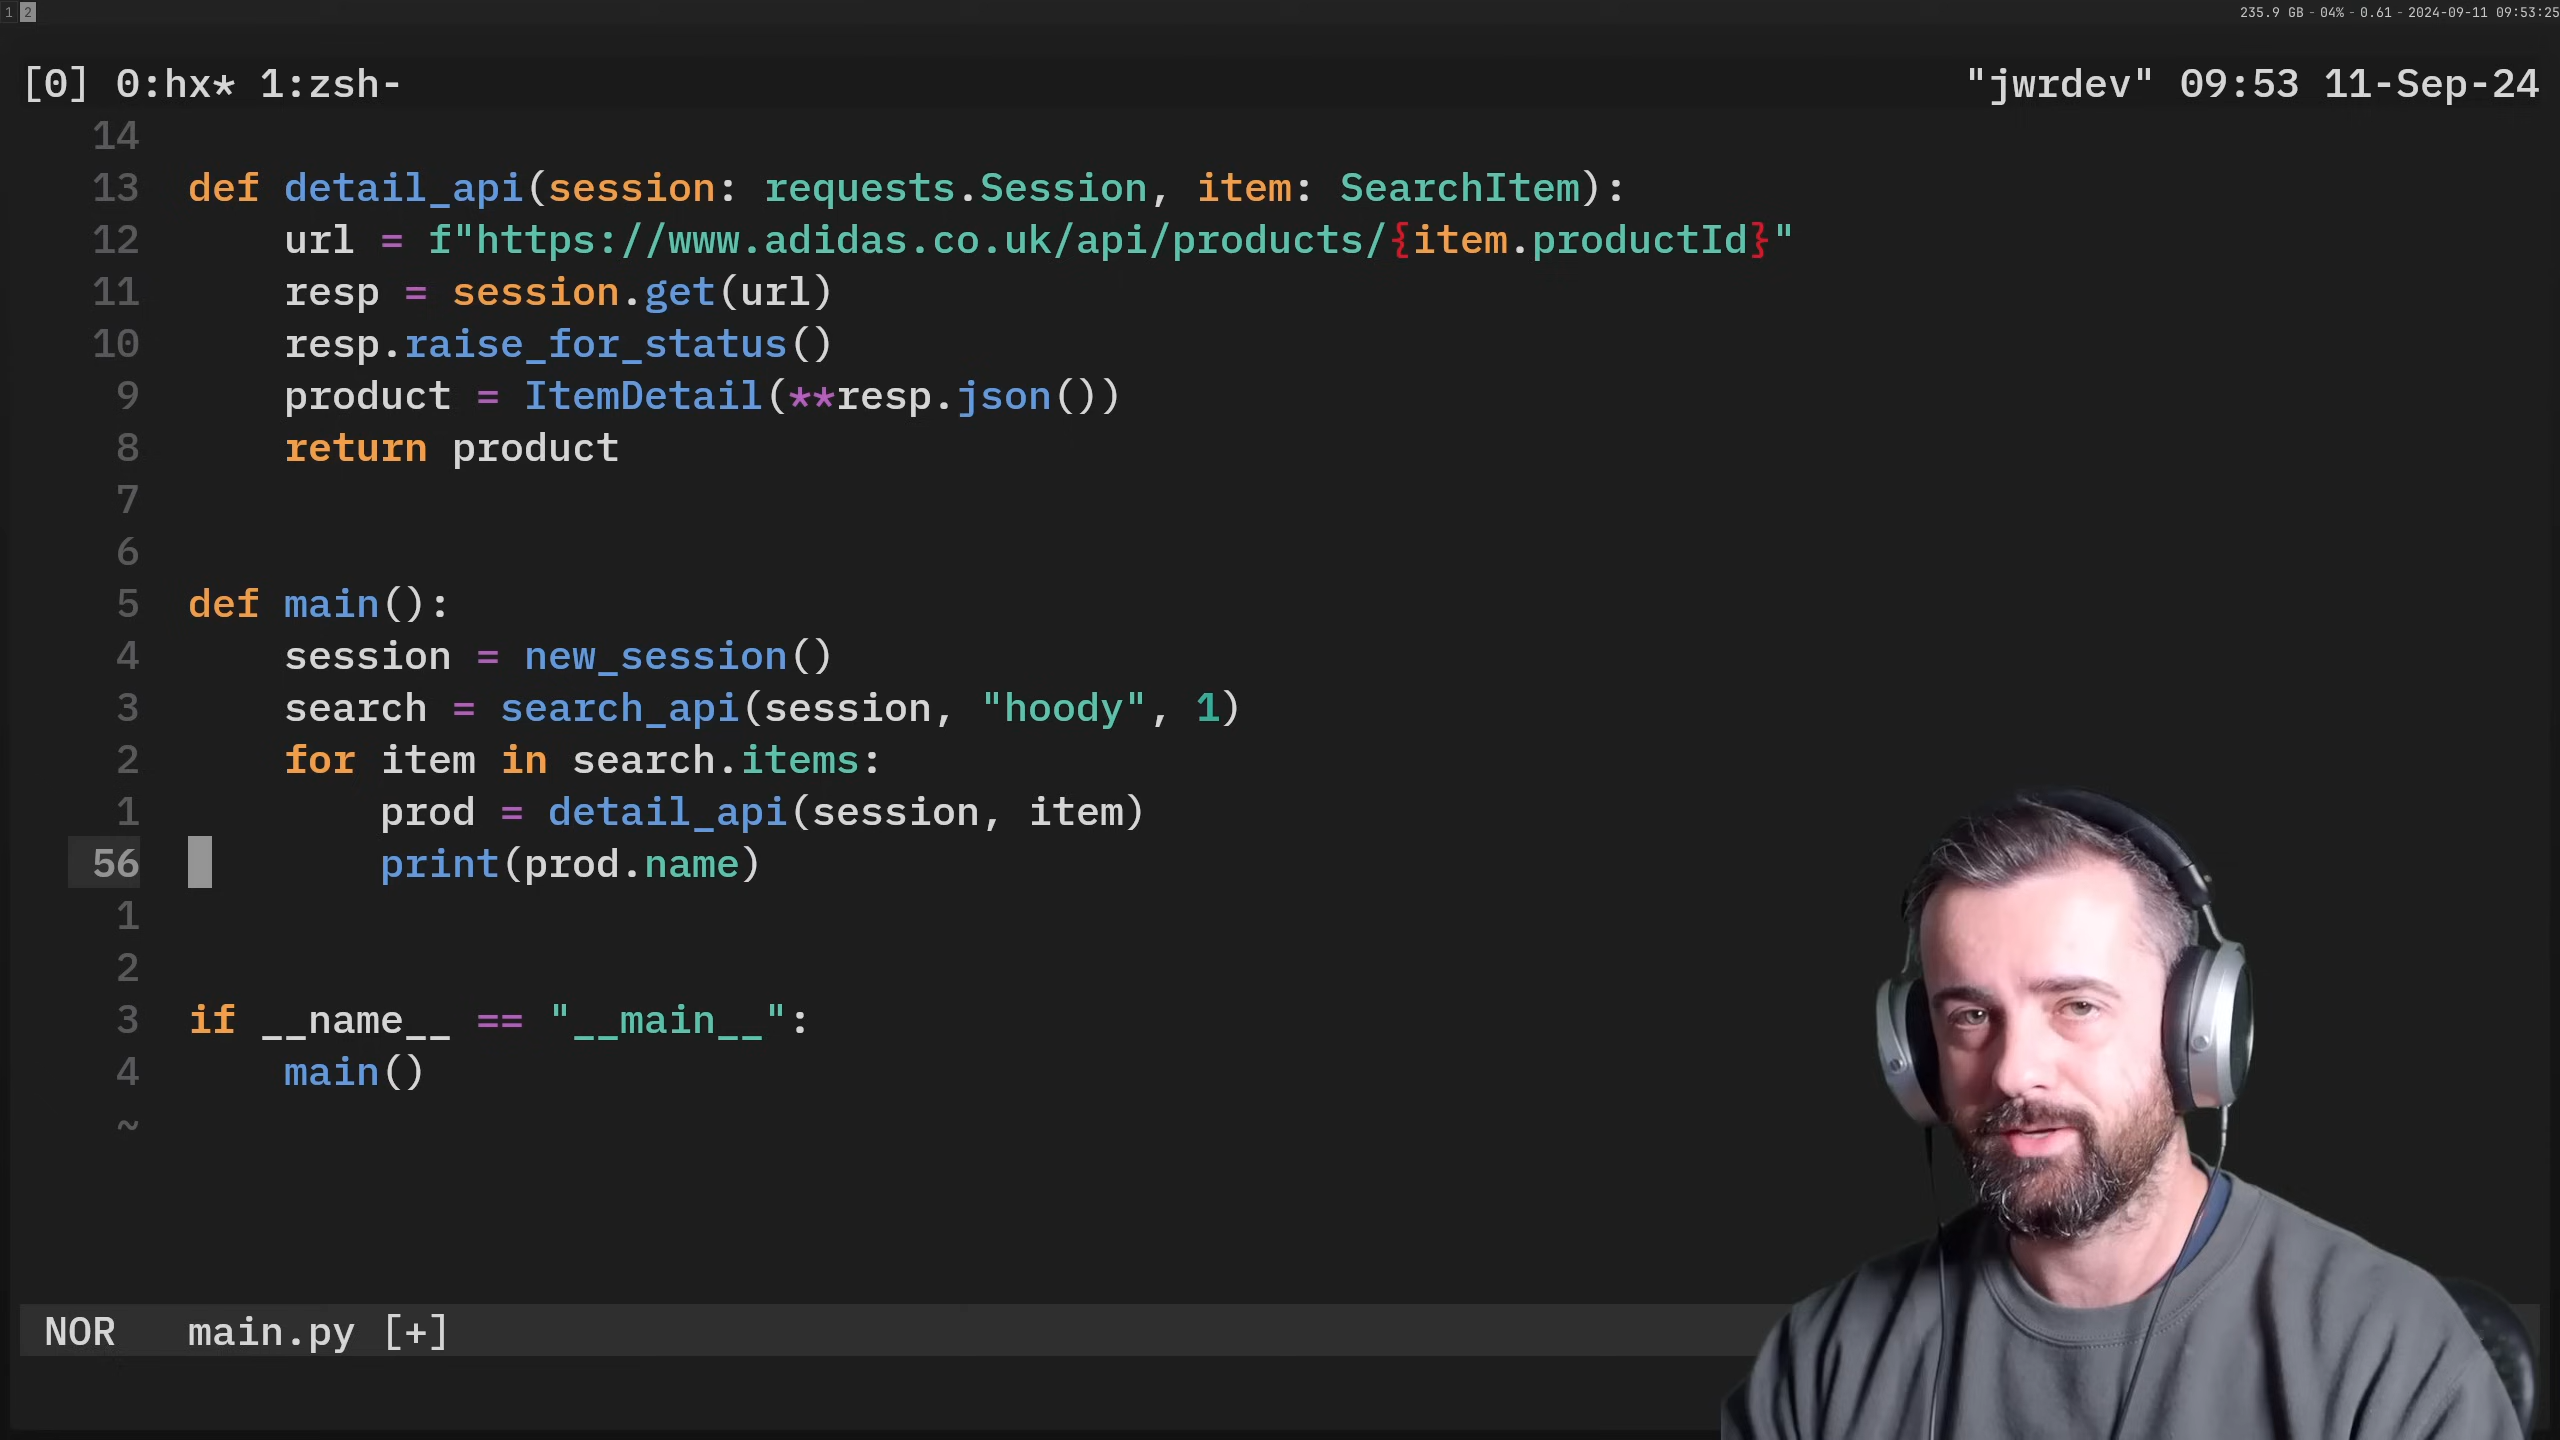 1 2 235.9 GB - 04% - 0.61 - 2024-09-11 09:53:25
[0] 0:hx* 1:zsh- "jwrdev" 09:53 11-Sep-24
14
13 def detail_api(session: requests.Session, item: SearchItem):
12     url = f"https://www.adidas.co.uk/api/products/{item.productId}"
11     resp = session.get(url)
10     resp.raise_for_status()
9     product = ItemDetail(**resp.json())
8     return product
7
6
5 def main():
4     session = new_session()
3     search = search_api(session, "hoody", 1)
2     for item in search.items:
1         prod = detail_api(session, item)
56         print(prod.name)
1
2
3 if __name__ == "__main__":
4     main()
~
NOR main.py [+]